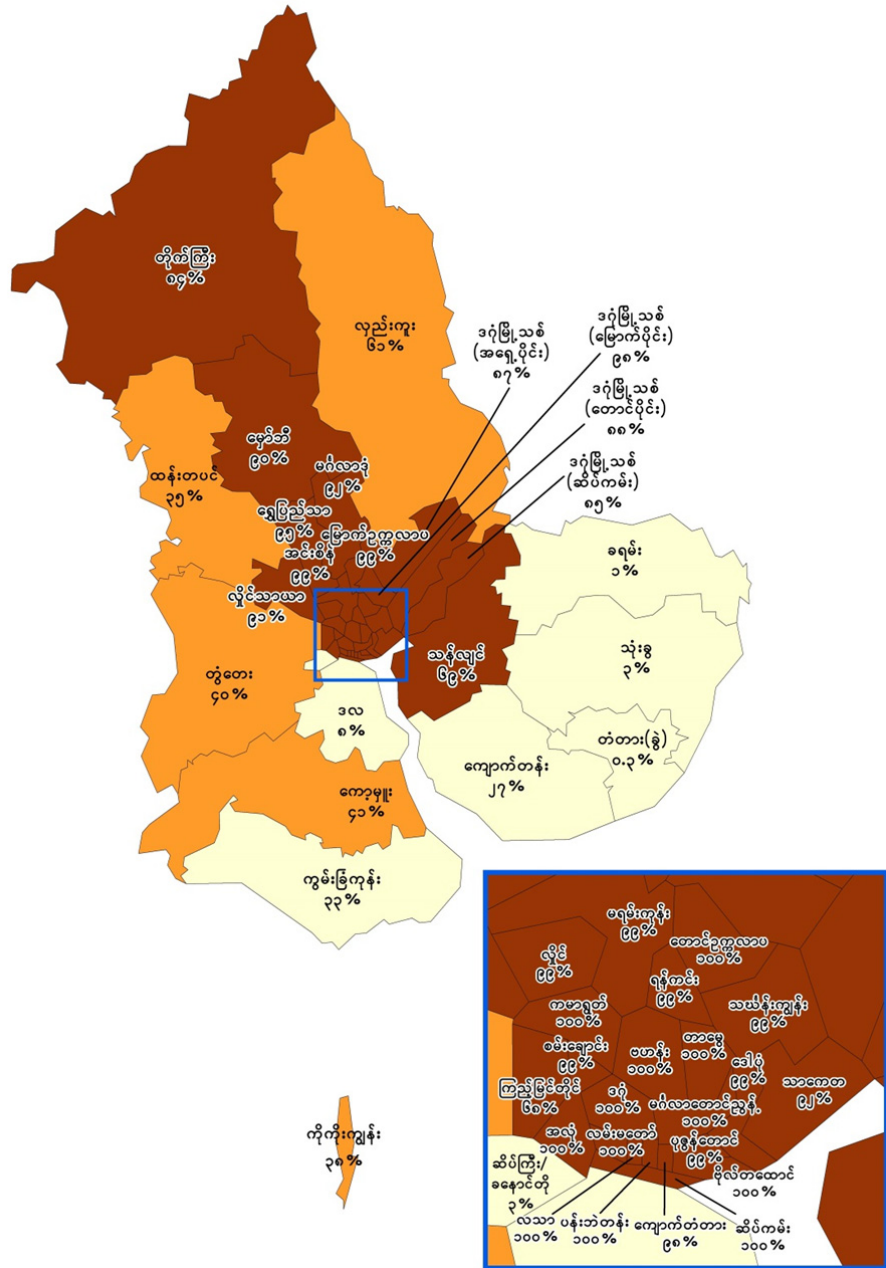 တိုက်ကြီး
၈၄%
လှည်းကူး
၆၁%
ဒဂုံမြို့သစ်
(အရှေ့ပိုင်း)
၈၇%
ဒဂုံမြို့သစ်
(မြောက်ပိုင်း)
၉၈%
ဒဂုံမြို့သစ်
(တောင်ပိုင်း)
၈၈%
ဒဂုံမြို့သစ်
(ဆိပ်ကမ်း)
၈၅%
မှော်ဘီ
၉၀%
မင်္ဂလာဒုံ
၉၂%
ထန်းတပင်
၃၅%
ရွှေပြည်သာ
၉၅%
မြောက်ဥက္ကလာပ
၉၉%
အင်းစိန်
၉၉%
လှိုင်သာယာ
၉၁%
ခရမ်း
၁%
သုံးခွ
၃%
သန်လျင်
၆၉%
တွံတေး
၄၀%
ဒလ
၈%
တံတား(ခွဲ)
၀.၃%
ကျောက်တန်း
၂၇%
ကော့မှူး
၄၁%
ကွမ်းခြံကုန်း
၃၃%
ကိုကိုးကျွန်း
၃၈%
မရမ်းကုန်း
၉၉%
တောင်ဥက္ကလာပ
၁၀၀%
လှိုင်
၉၉%
ရန်ကင်း
၉၉%
ကမာရွတ်
၁၀၀%
သင်္ဃန်းကျွန်း
၉၉%
စမ်းချောင်း
၉၉%
ဗဟန်း
၁၀၀%
တာမွေ
၁၀၀%
ဒေါပုံ
၉၉%
သာကေတ
၉၂%
ကြည့်မြင်တိုင်
၆၈%
ဒဂုံ
၁၀၀%
မင်္ဂလာတောင်ညွန့်
၁၀၀%
အလုံ
၁၀၀%
လမ်းမတော်
၁၀၀%
ပုဇွန်တောင်
၉၉%
ဗိုလ်တထောင်
၁၀၀%
ဆိပ်ကြီး/
ခနောင်တို
၃%
လသာ
၁၀၀%
ပန်းဘဲတန်း
၁၀၀%
ကျောက်တံတား
၉၈%
ဆိပ်ကမ်း
၁၀၀%